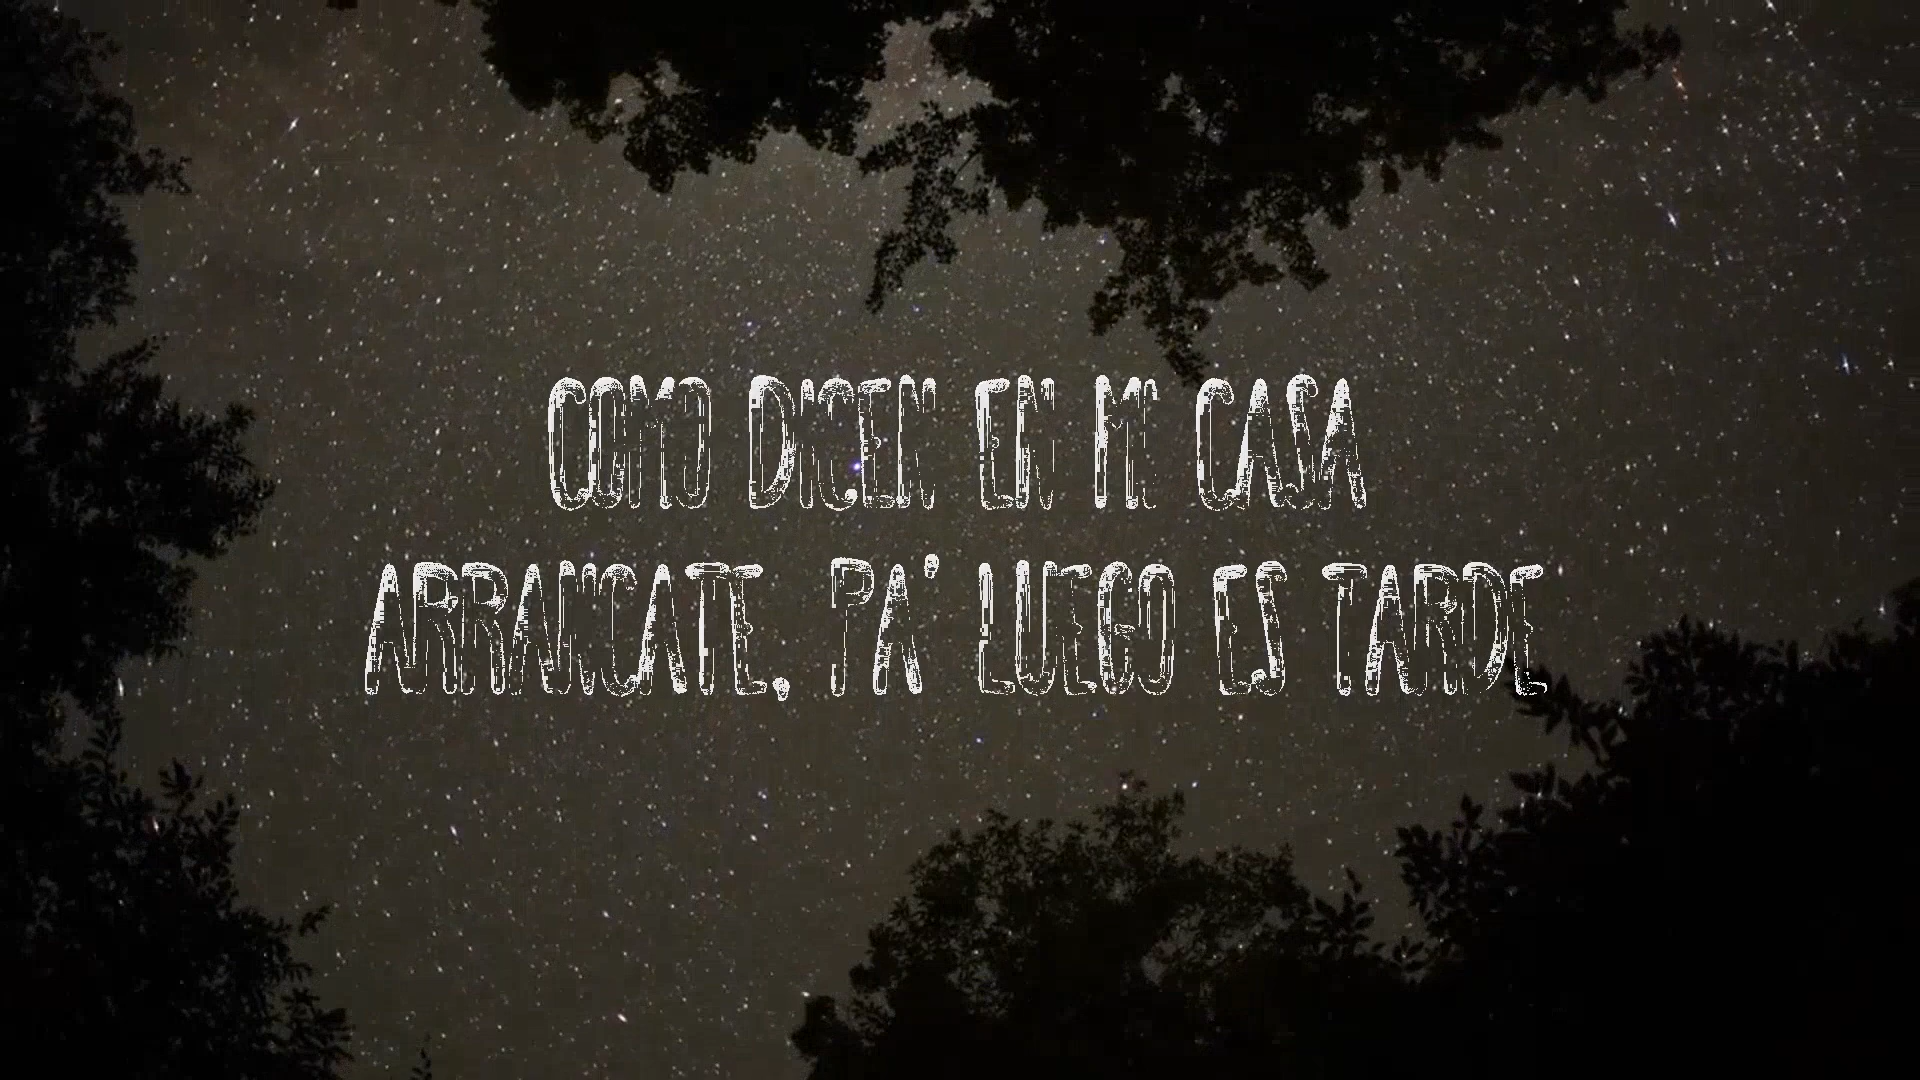 COMO DICEN EN MI CASA
ARRANCATE, PA' LUEGO ES TARDE